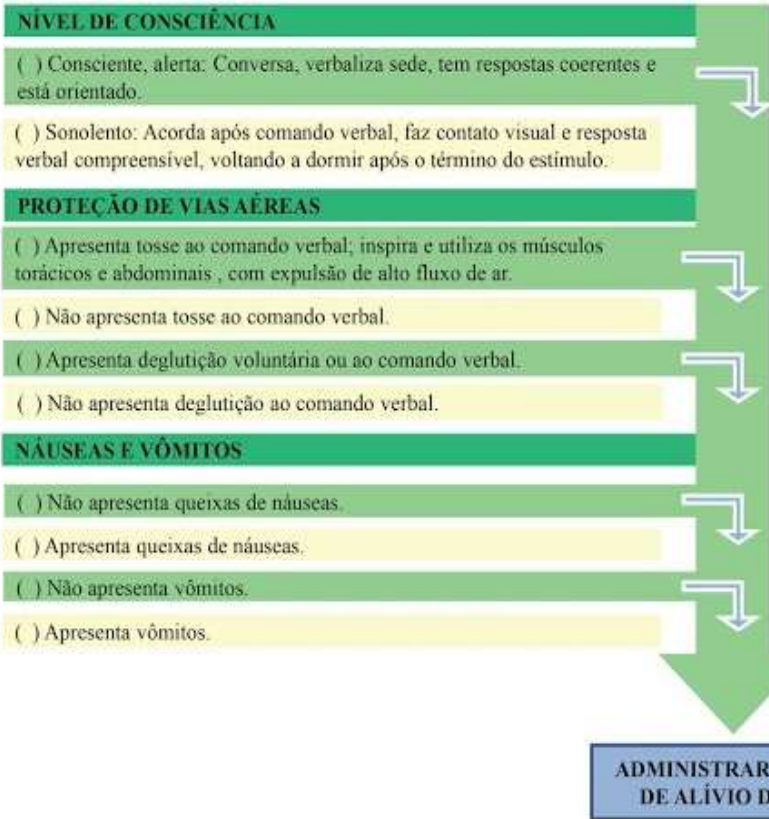 NÍVEL DE CONSCIÊNCIA
( ) Consciente, alerta: Conversa, verbaliza sede, tem respostas coerentes e
está orientado.
( ) Sonolento: Acorda após comando verbal, faz contato visual e resposta
verbal compreensível, voltando a dormir após o término do estímulo.
PROTEÇÃO DE VIAS AÉREAS
( ) Apresenta tosse ao comando verbal; inspira e utiliza os músculos
torácicos e abdominais , com expulsão de alto fluxo de ar.
( ) Não apresenta tosse ao comando verbal.
( ) Apresenta deglutição voluntária ou ao comando verbal.
( ) Não apresenta deglutição ao comando verbal.
NÁUSEAS E VÔMITOS
( ) Não apresenta queixas de náuseas.
( ) Apresenta queixas de náuseas.
( ) Não apresenta vômitos.
( ) Apresenta vômitos.
ADMINISTRAR
DE ALÍVIO D